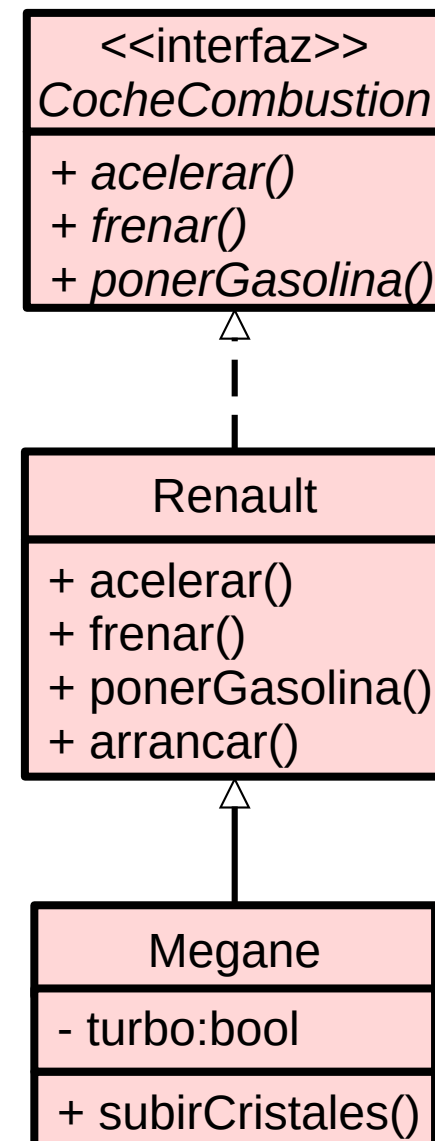 <<interfaz>>
CocheCombustion
+ acelerar()
+ frenar()
+ ponerGasolina()
Renault
+ acelerar()
+ frenar()
+ ponerGasolina()
+ arrancar()
Megane
- turbo:bool
+ subirCristales()